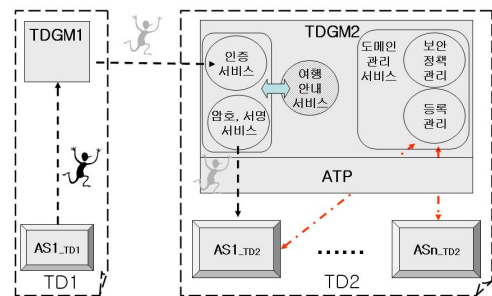 TDGM1
TDGM2
인증
서비스
암호, 서명
서비스
여행
안내
서비스
도메인
관리
서비스
보안
정책
관리
등록
관리
ATP
AS1_TD1
AS1_TD2
......
ASn_TD2
TD1
TD2